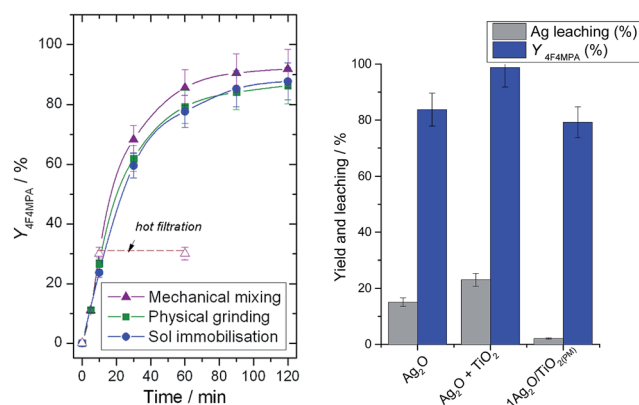 100
80
60
40
20
0
Y4F4MPA / %
hot filtration
Mechanical mixing
Physical grinding
Sol immobilisation
0 20 40 60 80 100 120
Time / min
Ag leaching (%)
Y 4F4MPA (%)
100
80
60
40
20
0
Yield and leaching / %
Ag2O
Ag2O + TiO2
1Ag2O/TiO2(PM)